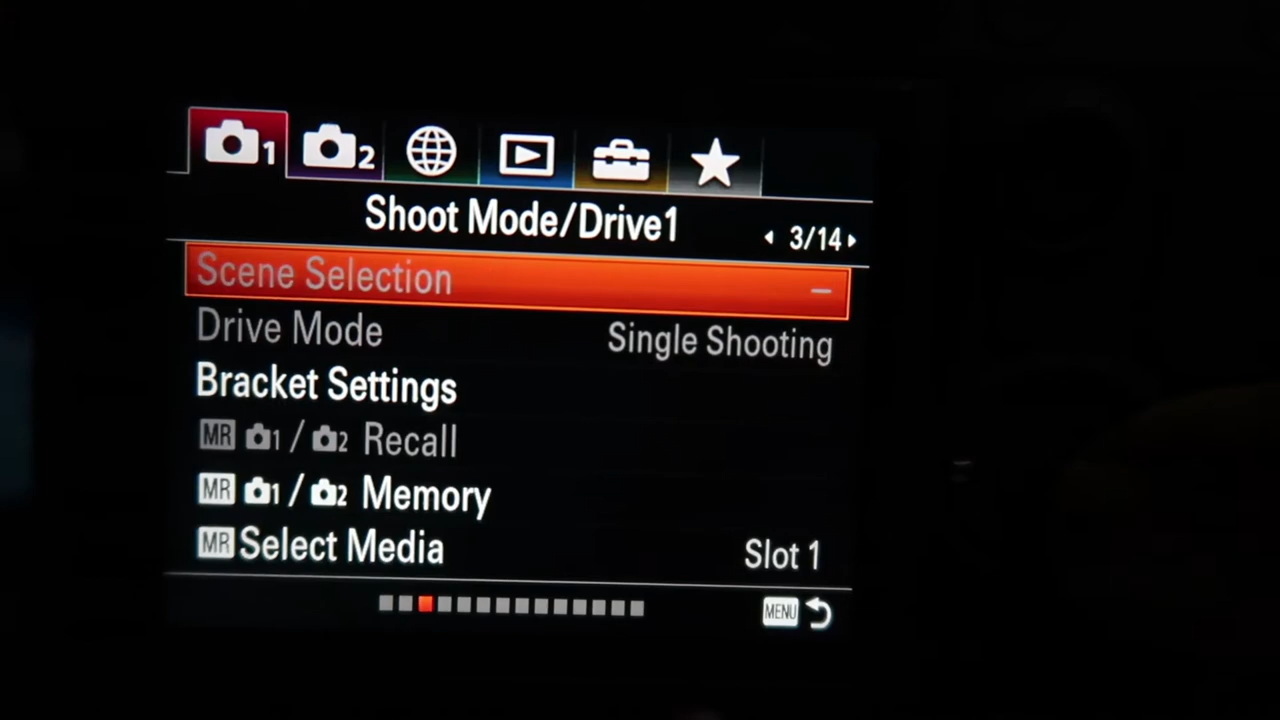 1 2
Shoot Mode/Drive1 3/14
Scene Selection –
Drive Mode Single Shooting
Bracket Settings
MR 1 / 2 Recall
MR 1 / 2 Memory
MR Select Media Slot 1
MENU